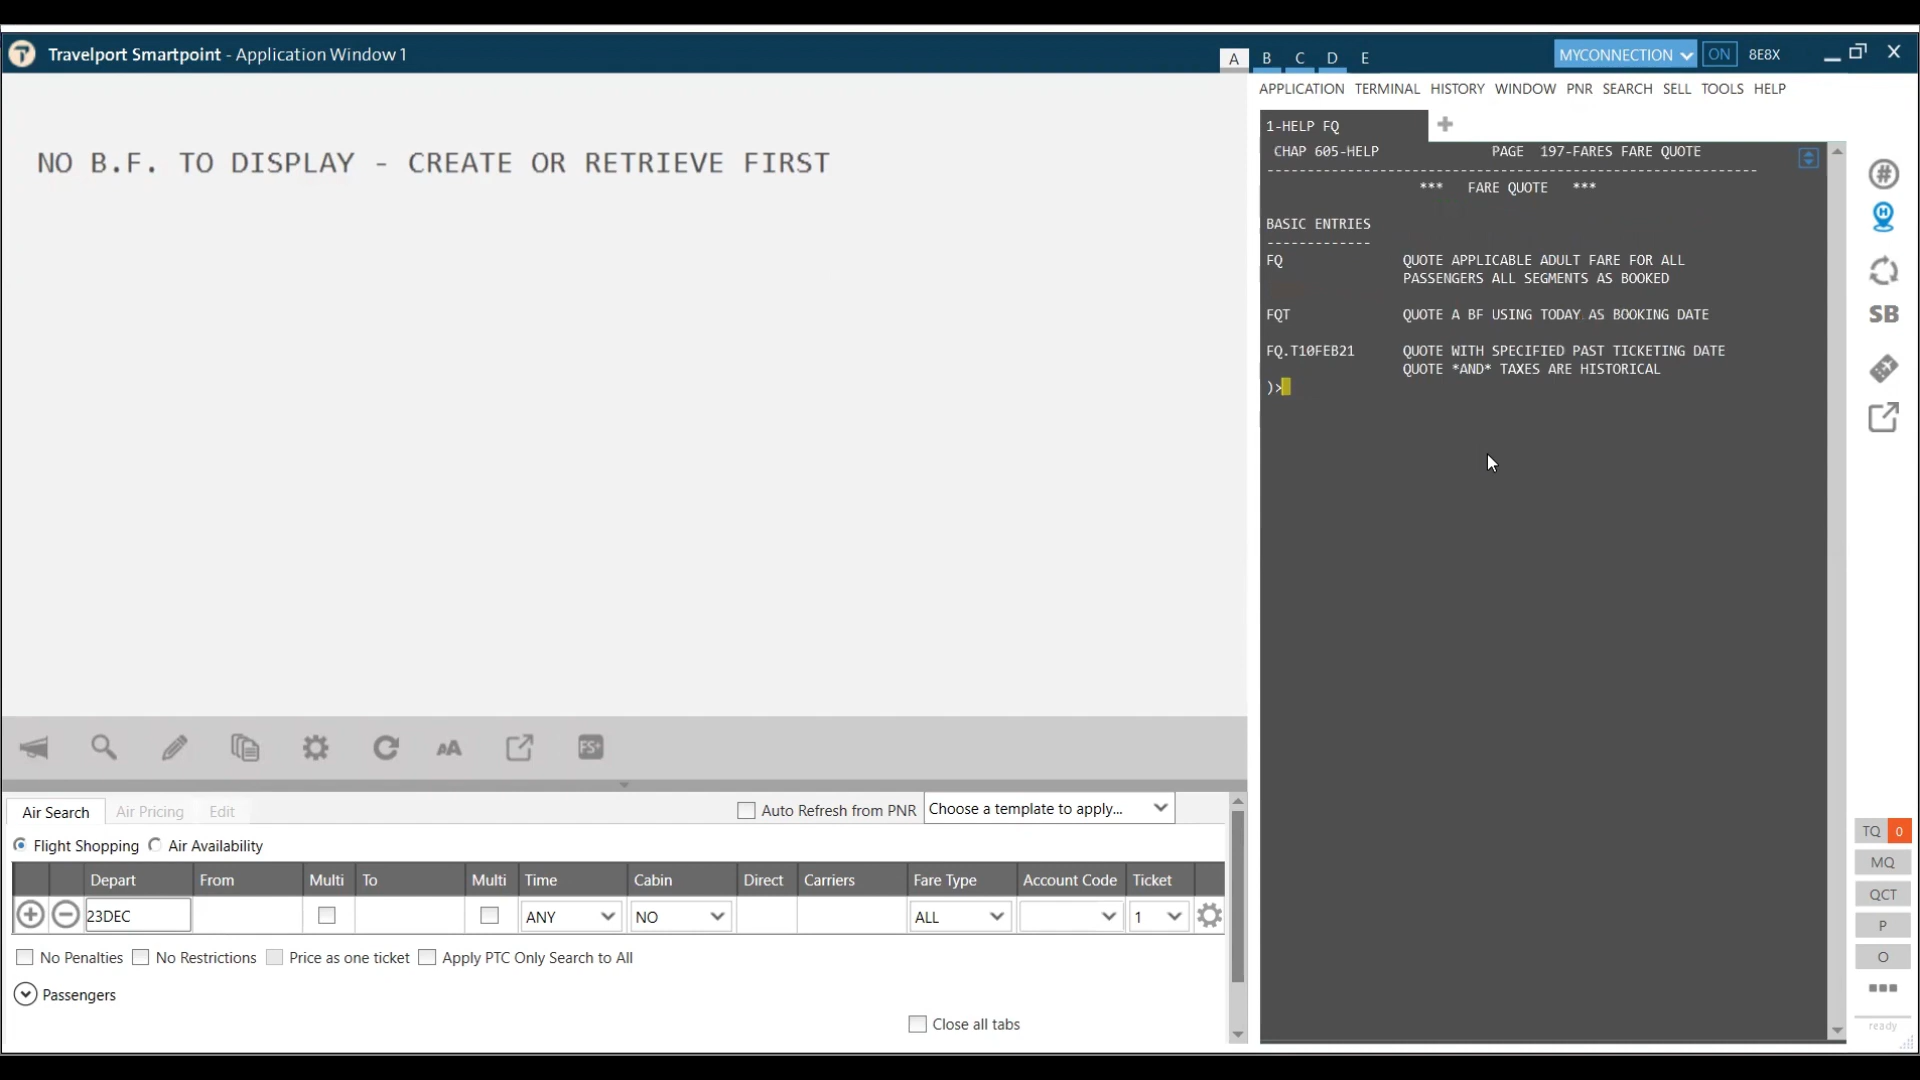 Travelport Smartpoint - Application Window 1
A B C D E
MYCONNECTION ON 8E8X
APPLICATION TERMINAL HISTORY WINDOW PNR SEARCH SELL TOOLS HELP
NO B.F. TO DISPLAY - CREATE OR RETRIEVE FIRST
1-HELP FQ
CHAP 605-HELP PAGE 197-FARES FARE QUOTE
-------------------------------------------------------------
*** FARE QUOTE ***
BASIC ENTRIES
-------------
FQ QUOTE APPLICABLE ADULT FARE FOR ALL
PASSENGERS ALL SEGMENTS AS BOOKED
FQT QUOTE A BF USING TODAY AS BOOKING DATE
FQ.T10FEB21 QUOTE WITH SPECIFIED PAST TICKETING DATE
QUOTE *AND* TAXES ARE HISTORICAL
)>
#
H
SB
AA
FS+
Air Search Air Pricing Edit
Auto Refresh from PNR Choose a template to apply...
Flight Shopping Air Availability
Depart From Multi To Multi Time Cabin Direct Carriers Fare Type Account Code Ticket
23DEC ANY NO ALL 1
No Penalties No Restrictions Price as one ticket Apply PTC Only Search to All
Passengers
Close all tabs
TQ 0
MQ
QCT
P
O
ready